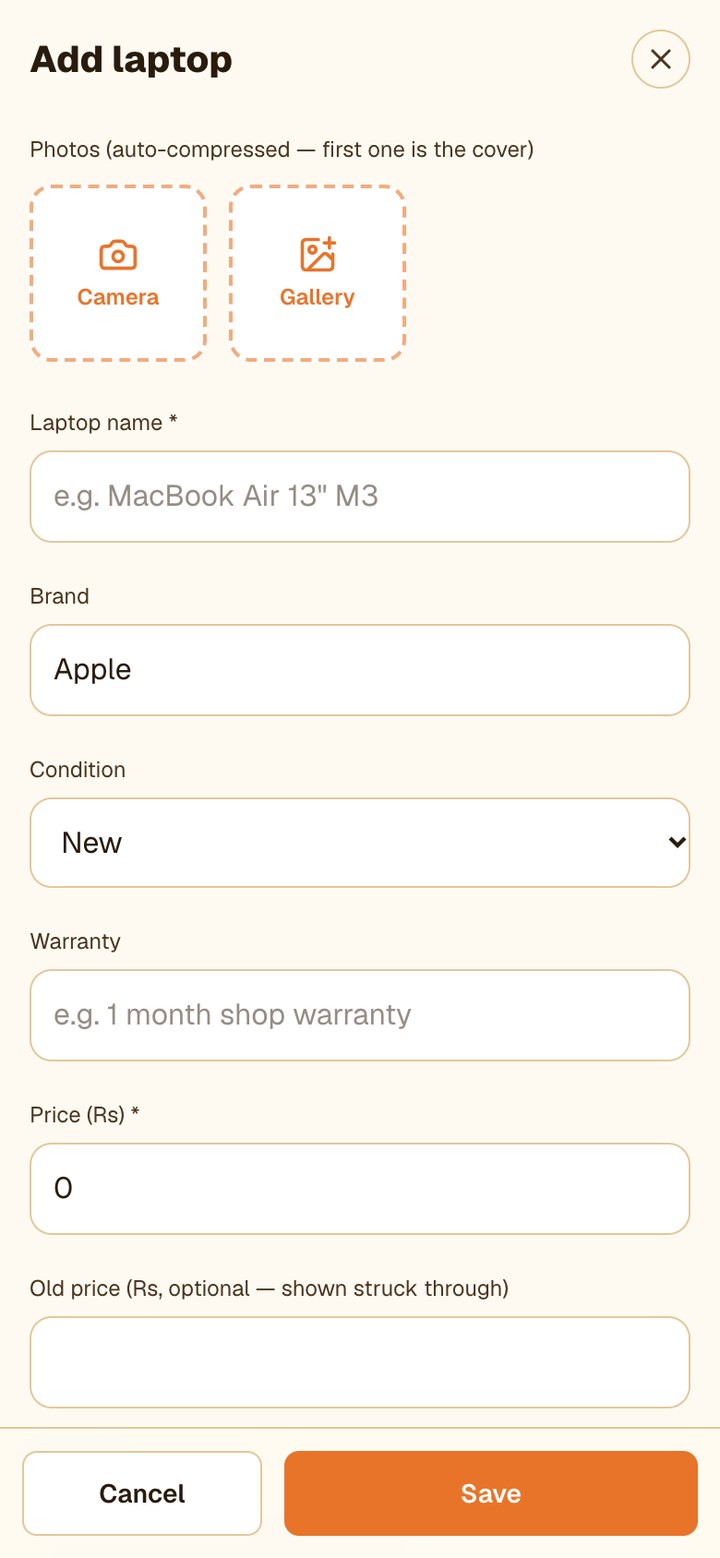 Add laptop
Photos (auto-compressed — first one is the cover)
Camera
Gallery
Laptop name *
e.g. MacBook Air 13" M3
Brand
Apple
Condition
New
Warranty
e.g. 1 month shop warranty
Price (Rs) *
0
Old price (Rs, optional — shown struck through)
Cancel
Save